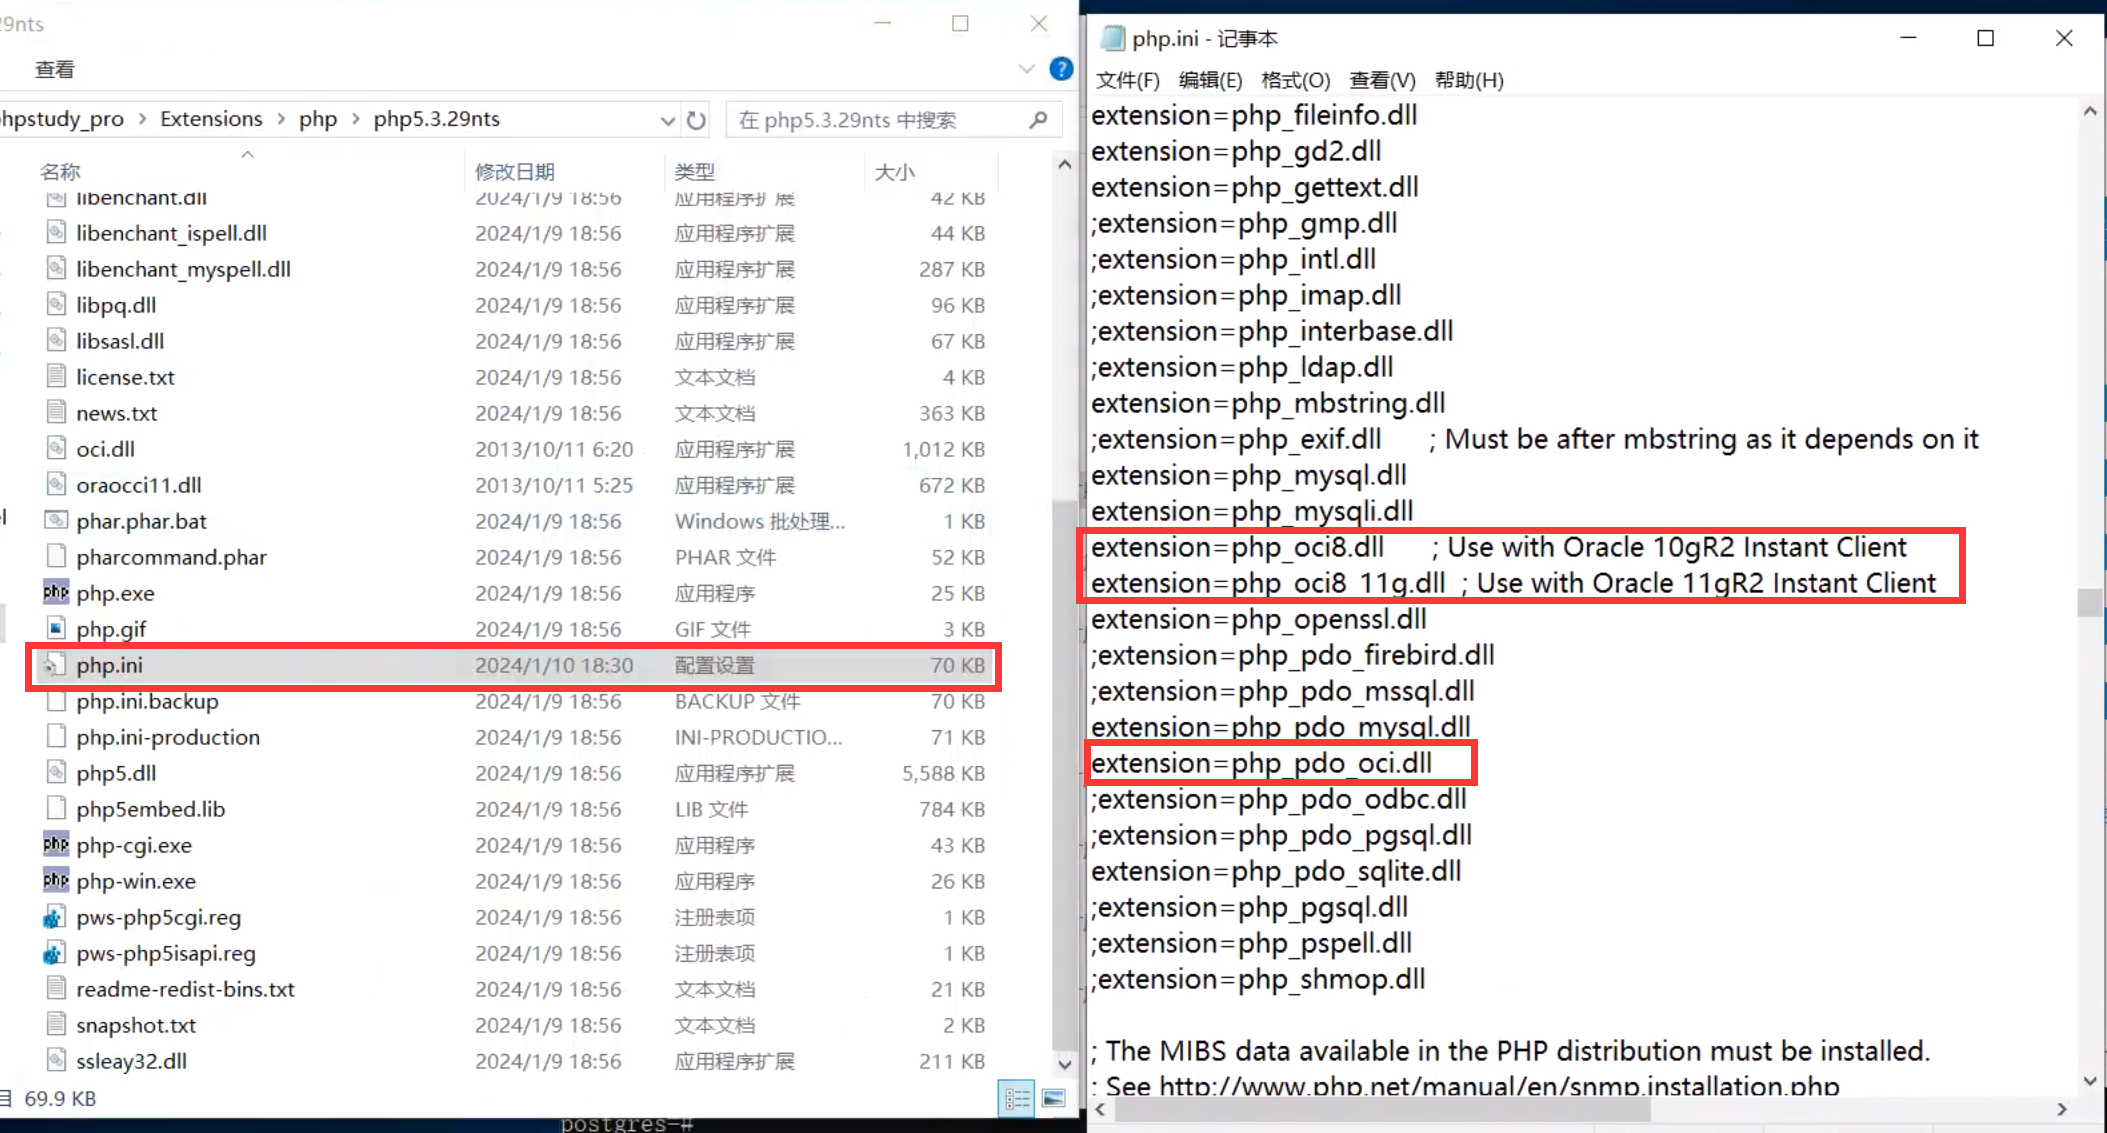 29nts
查看
hpstudy_pro > Extensions > php > php5.3.29nts
在 php5.3.29nts 中搜索
名称 修改日期 类型 大小
libenchant.dll 2024/1/9 18:56 应用程序扩展 42 KB
libenchant_ispell.dll 2024/1/9 18:56 应用程序扩展 44 KB
libenchant_myspell.dll 2024/1/9 18:56 应用程序扩展 287 KB
libpq.dll 2024/1/9 18:56 应用程序扩展 96 KB
libsasl.dll 2024/1/9 18:56 应用程序扩展 67 KB
license.txt 2024/1/9 18:56 文本文档 4 KB
news.txt 2024/1/9 18:56 文本文档 363 KB
oci.dll 2013/10/11 6:20 应用程序扩展 1,012 KB
oraocci11.dll 2013/10/11 5:25 应用程序扩展 672 KB
phar.phar.bat 2024/1/9 18:56 Windows 批处理... 1 KB
pharcommand.phar 2024/1/9 18:56 PHAR 文件 52 KB
php.exe 2024/1/9 18:56 应用程序 25 KB
php.gif 2024/1/9 18:56 GIF 文件 3 KB
php.ini 2024/1/10 18:30 配置设置 70 KB
php.ini.backup 2024/1/9 18:56 BACKUP 文件 70 KB
php.ini-production 2024/1/9 18:56 INI-PRODUCTIO... 71 KB
php5.dll 2024/1/9 18:56 应用程序扩展 5,588 KB
php5embed.lib 2024/1/9 18:56 LIB 文件 784 KB
php-cgi.exe 2024/1/9 18:56 应用程序 43 KB
php-win.exe 2024/1/9 18:56 应用程序 26 KB
pws-php5cgi.reg 2024/1/9 18:56 注册表项 1 KB
pws-php5isapi.reg 2024/1/9 18:56 注册表项 1 KB
readme-redist-bins.txt 2024/1/9 18:56 文本文档 21 KB
snapshot.txt 2024/1/9 18:56 文本文档 2 KB
ssleay32.dll 2024/1/9 18:56 应用程序扩展 211 KB
69.9 KB
postgres-#
php.ini - 记事本
文件(F) 编辑(E) 格式(O) 查看(V) 帮助(H)
extension=php_fileinfo.dll
extension=php_gd2.dll
extension=php_gettext.dll
;extension=php_gmp.dll
;extension=php_intl.dll
;extension=php_imap.dll
;extension=php_interbase.dll
;extension=php_ldap.dll
extension=php_mbstring.dll
;extension=php_exif.dll ; Must be after mbstring as it depends on it
extension=php_mysql.dll
extension=php_mysqli.dll
extension=php_oci8.dll ; Use with Oracle 10gR2 Instant Client
extension=php_oci8_11g.dll ; Use with Oracle 11gR2 Instant Client
extension=php_openssl.dll
;extension=php_pdo_firebird.dll
;extension=php_pdo_mssql.dll
extension=php_pdo_mysql.dll
extension=php_pdo_oci.dll
;extension=php_pdo_odbc.dll
;extension=php_pdo_pgsql.dll
extension=php_pdo_sqlite.dll
;extension=php_pgsql.dll
;extension=php_pspell.dll
;extension=php_shmop.dll
; The MIBS data available in the PHP distribution must be installed.
; See http://www.php.net/manual/en/snmp.installation.php